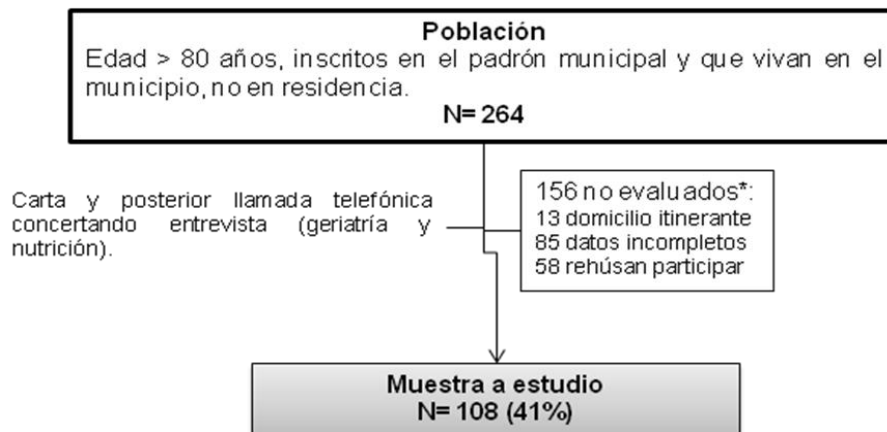 Población
Edad > 80 años, inscritos en el padrón municipal y que vivan en el
municipio, no en residencia.
N= 264
Carta y posterior llamada telefónica
concertando entrevista (geriatría y
nutrición).
156 no evaluados*:
13 domicilio itinerante
85 datos incompletos
58 rehúsan participar
Muestra a estudio
N= 108 (41%)